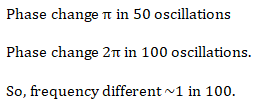 Phase change π in 50 oscillations
Phase change 2π in 100 oscillations.
So, frequency different ~1 in 100.